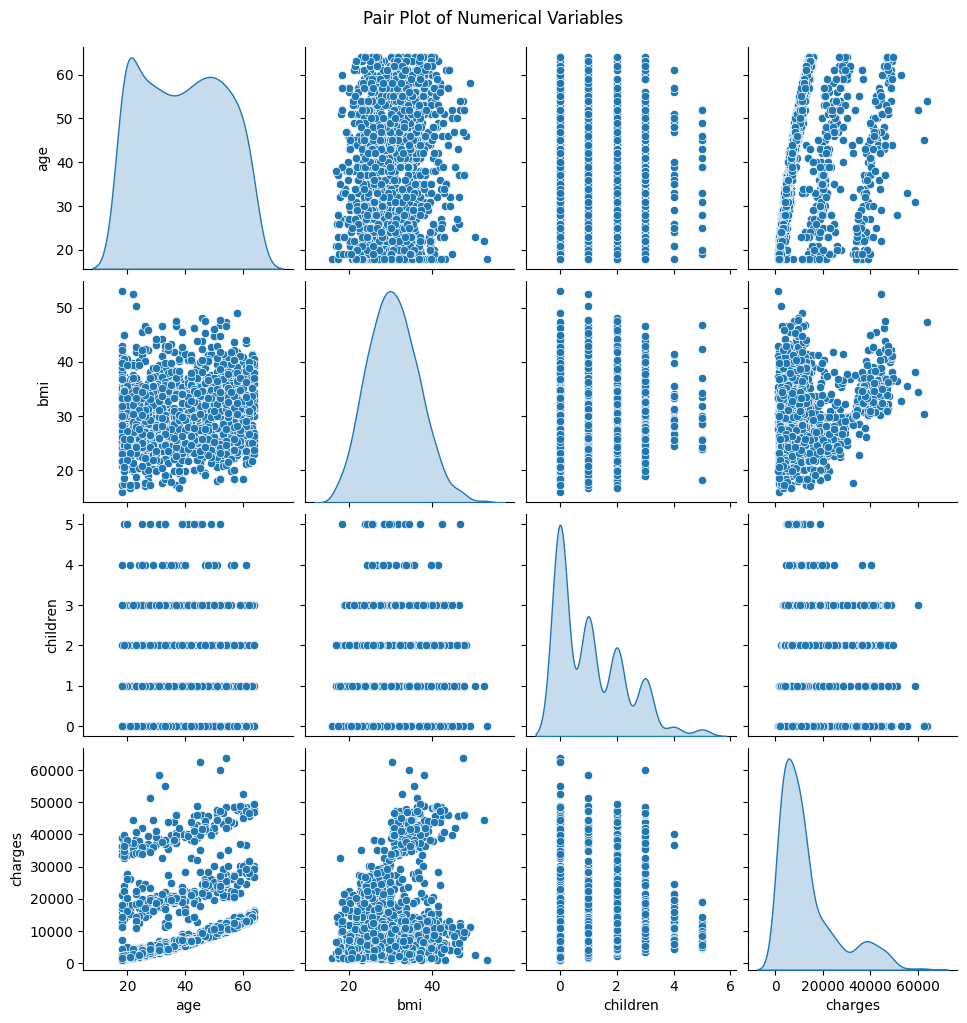 Pair Plot of Numerical Variables
60
50
40
30
20
age
50
40
30
20
bmi
5
4
3
2
1
0
children
60000
50000
40000
30000
20000
10000
0
charges
20 40 60
20 40
0 2 4 6
0 20000 40000 60000
age
bmi
children
charges